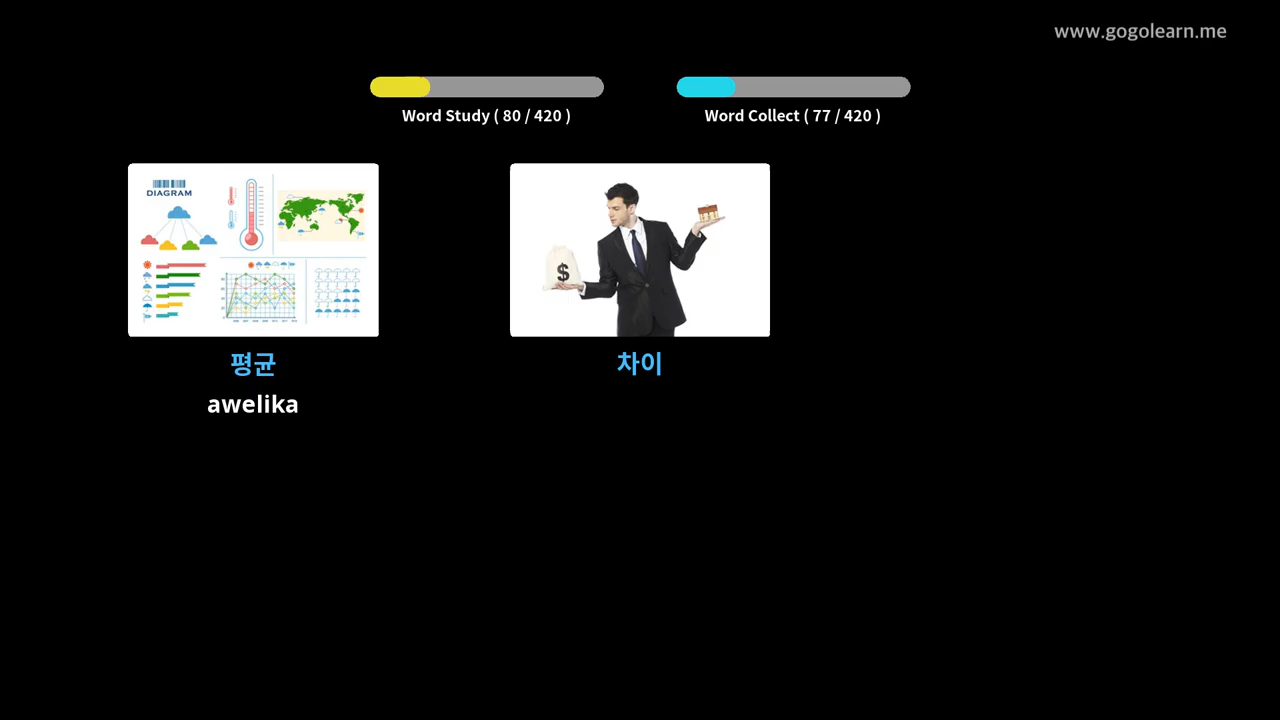 www.gogolearn.me
Word Study ( 80 / 420 )
Word Collect ( 77 / 420 )
DIAGRAM
$
평균
차이
awelika